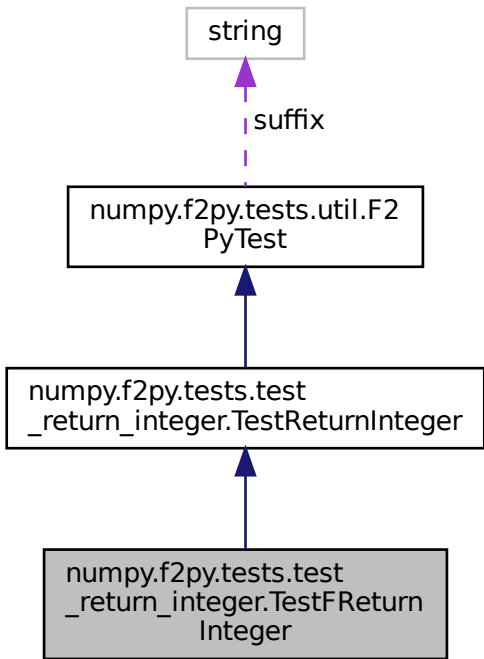 string
suffix
numpy.f2py.tests.util.F2
PyTest
numpy.f2py.tests.test
_return_integer.TestReturnInteger
numpy.f2py.tests.test
_return_integer.TestFReturn
Integer